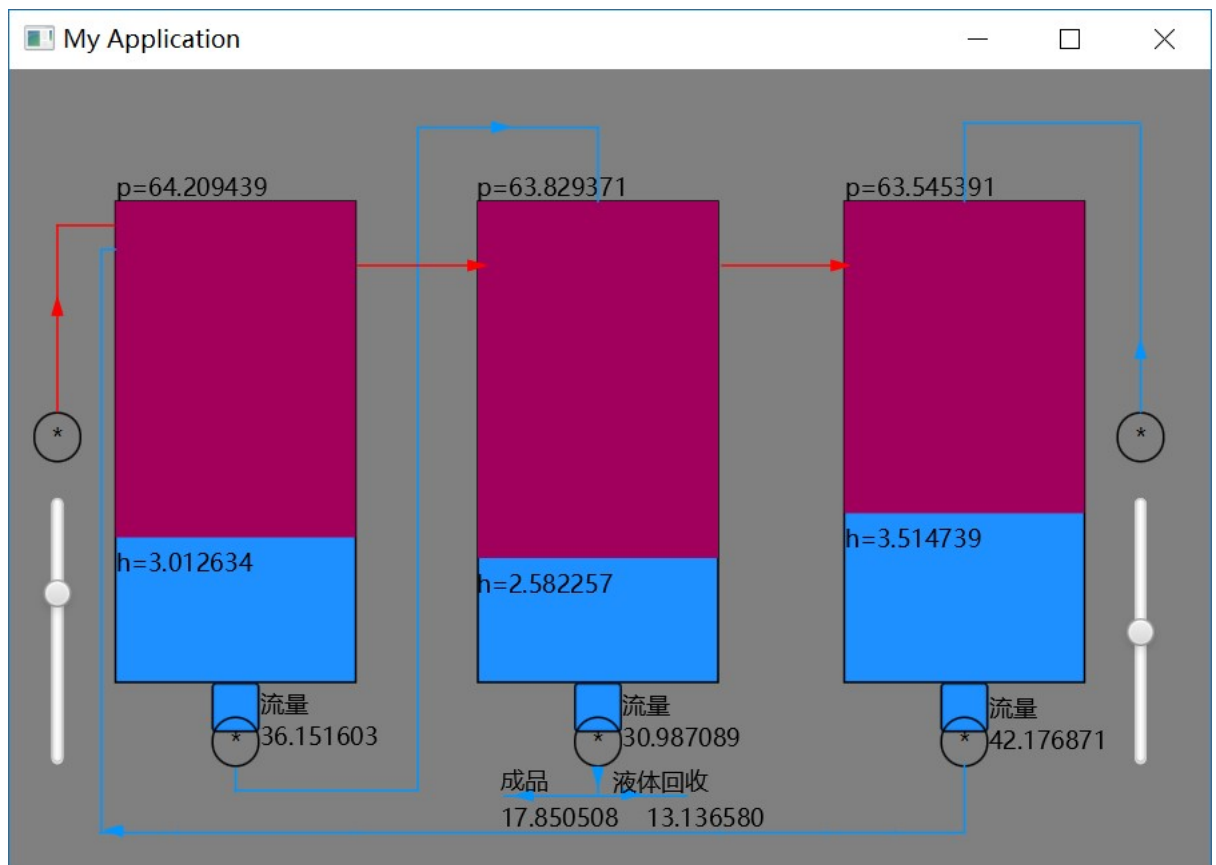 My Application
p=64.209439
p=63.829371
p=63.545391
*
*
h=3.012634
h=2.582257
h=3.514739
流量
36.151603
*
流量
30.987089
*
流量
42.176871
*
成品
液体回收
17.850508
13.136580